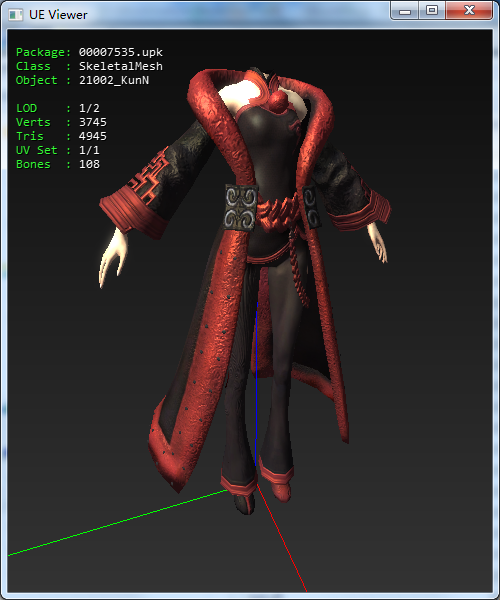 UE Viewer
Package: 00007535.upk
Class : SkeletalMesh
Object : 21002_KunN
LOD : 1/2
Verts : 3745
Tris : 4945
UV Set : 1/1
Bones : 108